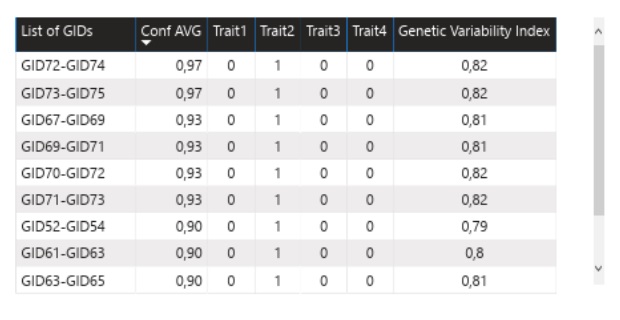 List of GIDs Conf AVG Trait1 Trait2 Trait3 Trait4 Genetic Variability Index
GID72-GID74 0,97 0 1 0 0 0,82
GID73-GID75 0,97 0 1 0 0 0,82
GID67-GID69 0,93 0 1 0 0 0,81
GID69-GID71 0,93 0 1 0 0 0,81
GID70-GID72 0,93 0 1 0 0 0,82
GID71-GID73 0,93 0 1 0 0 0,82
GID52-GID54 0,90 0 1 0 0 0,79
GID61-GID63 0,90 0 1 0 0 0,8
GID63-GID65 0,90 0 1 0 0 0,81